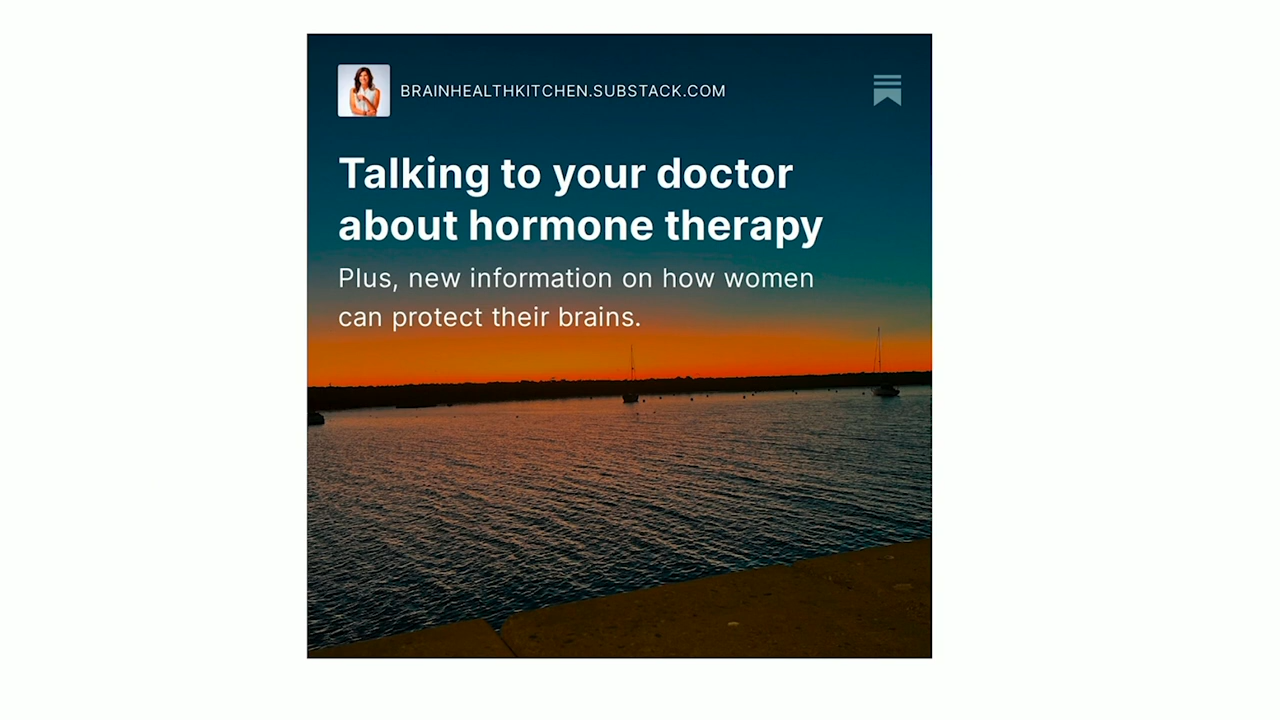 BRAINHEALTHKITCHEN.SUBSTACK.COM
Talking to your doctor
about hormone therapy
Plus, new information on how women
can protect their brains.